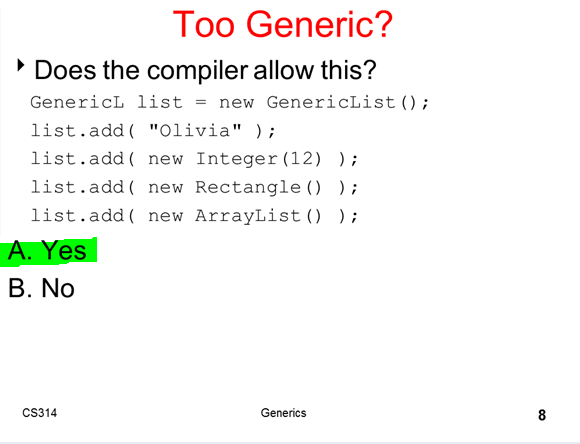 Too Generic?
Does the compiler allow this?
GenericL list = new GenericList();
list.add( "Olivia" );
list.add( new Integer(12) );
list.add( new Rectangle() );
list.add( new ArrayList() );
A. Yes
B. No
CS314
Generics
8